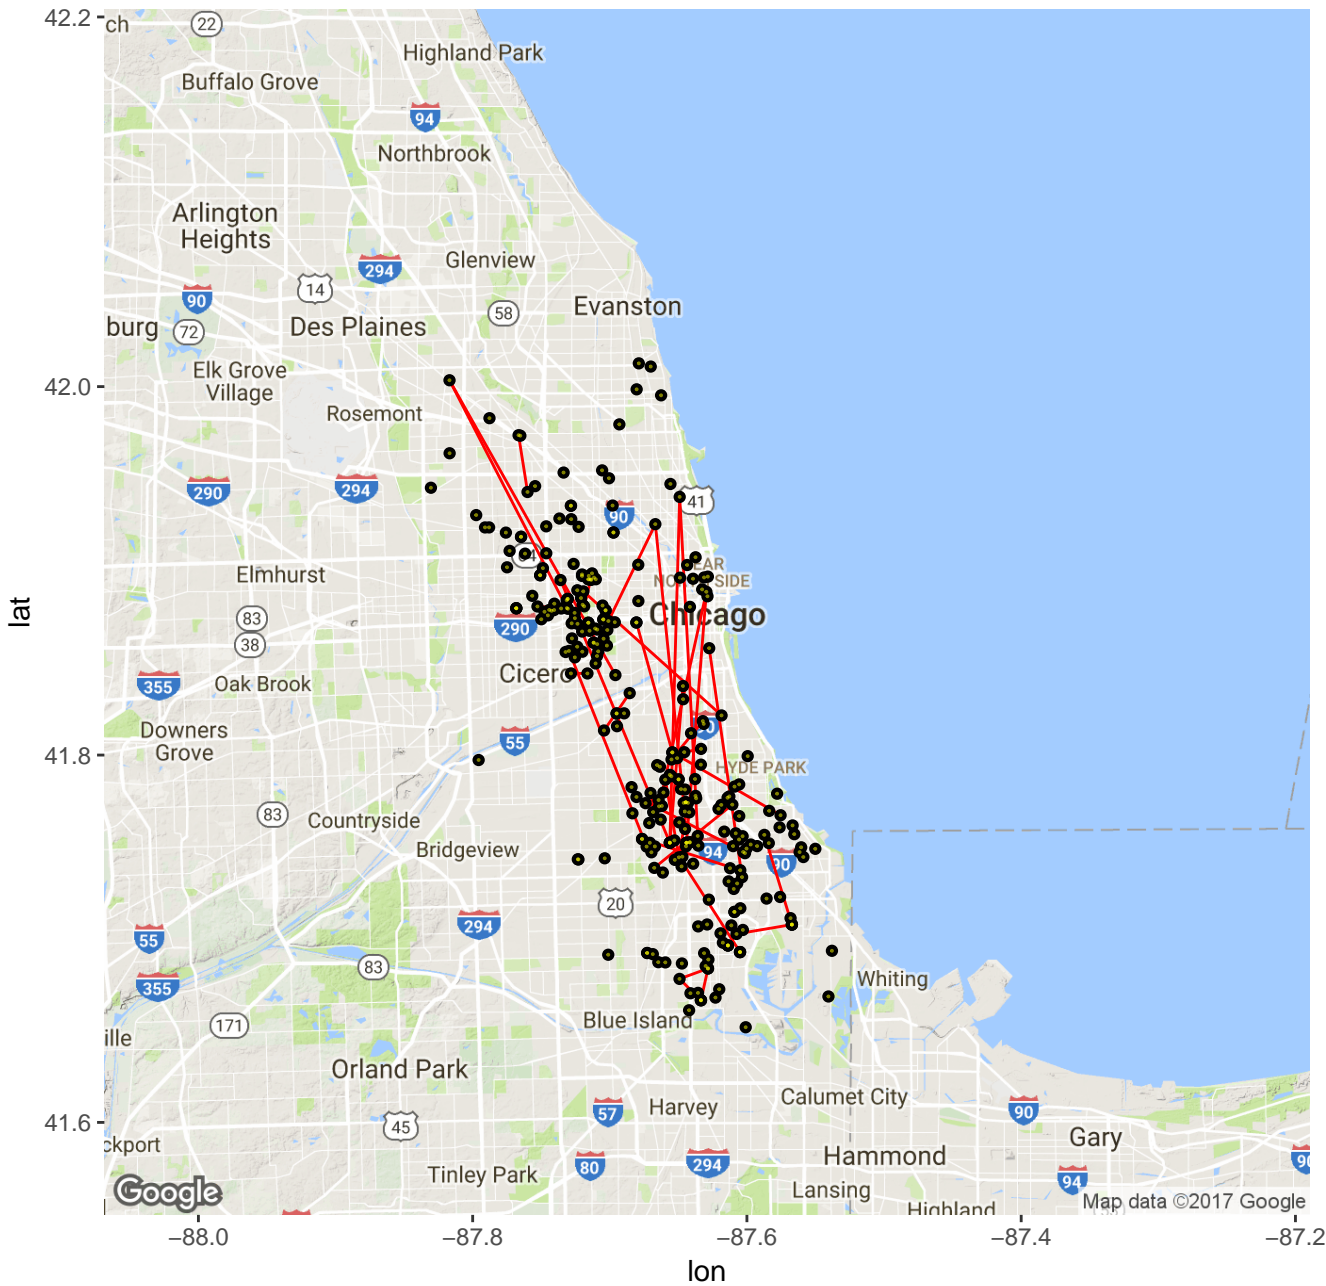 42.2
ch
22
Highland Park
Buffalo Grove
94
Northbrook
Arlington
Heights
Glenview
294
14
90
58
Evanston
burg
72
Des Plaines
42.0
Elk Grove
Village
Rosemont
290
294
41
90
Elmhurst
NEAR
NORTH SIDE
83
Chicago
290
38
Cicero
355
Oak Brook
Downers
Grove
55
90
41.8
HYDE PARK
83
Countryside
Bridgeview
94
90
20
294
55
83
355
Whiting
171
Blue Island
ille
Orland Park
Calumet City
57
Harvey
90
41.6
45
Gary
ckport
Hammond
80
294
90
Tinley Park
94
Lansing
Google
Highland
Map data ©2017 Google
−88.0
−87.8
−87.6
−87.4
−87.2
lon
lat